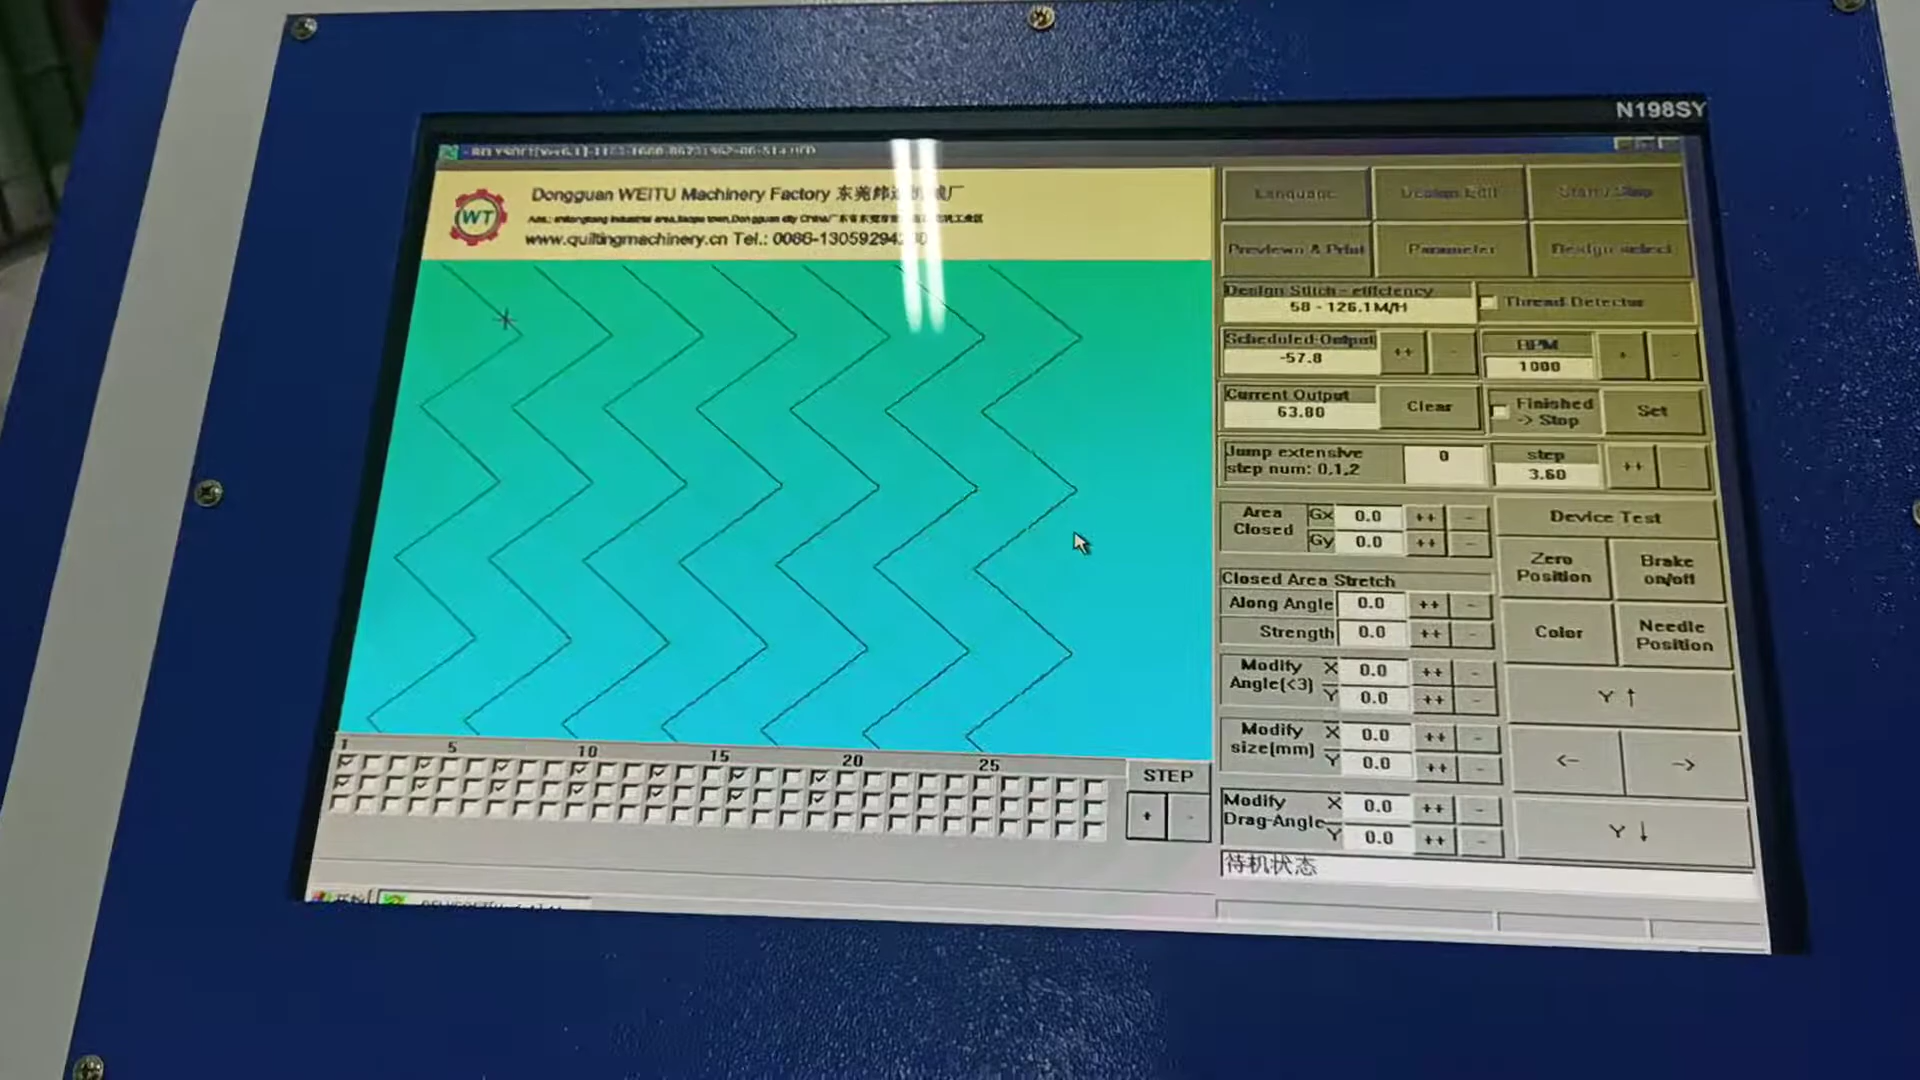 N198SY
WT
Dongguan WEITU Machinery Factory 东莞纬
www.quiltingmachinery.cn Tel.:
Language
Design Edit
Start / Stop
Previewn & Print
Parameter
Design select
Design Stitch - efficiency
58 - 126.1M/H
Thread Detector
Scheduled Output
-57.8
++
-
RPM
1000
+
-
Current Output
63.80
Clear
Finished
-> Stop
Set
Jump extensive
step num: 0,1,2
0
step
3.60
++
-
Area
Closed
Gx
0.0
++
-
Gy
0.0
++
-
Device Test
Zero
Position
Brake
on/off
Closed Area Stretch
Along Angle
0.0
++
-
Strength
0.0
++
-
Color
Needle
Position
Modify
Angle(<3)
X
0.0
++
-
Y
0.0
++
-
Y ↑
Modify
size(mm)
X
0.0
++
-
Y
0.0
++
-
<-
->
Modify
Drag-Angle
X
0.0
++
-
Y
0.0
++
-
Y ↓
1 5 10 15 20 25
STEP
+
-
待机状态
开始